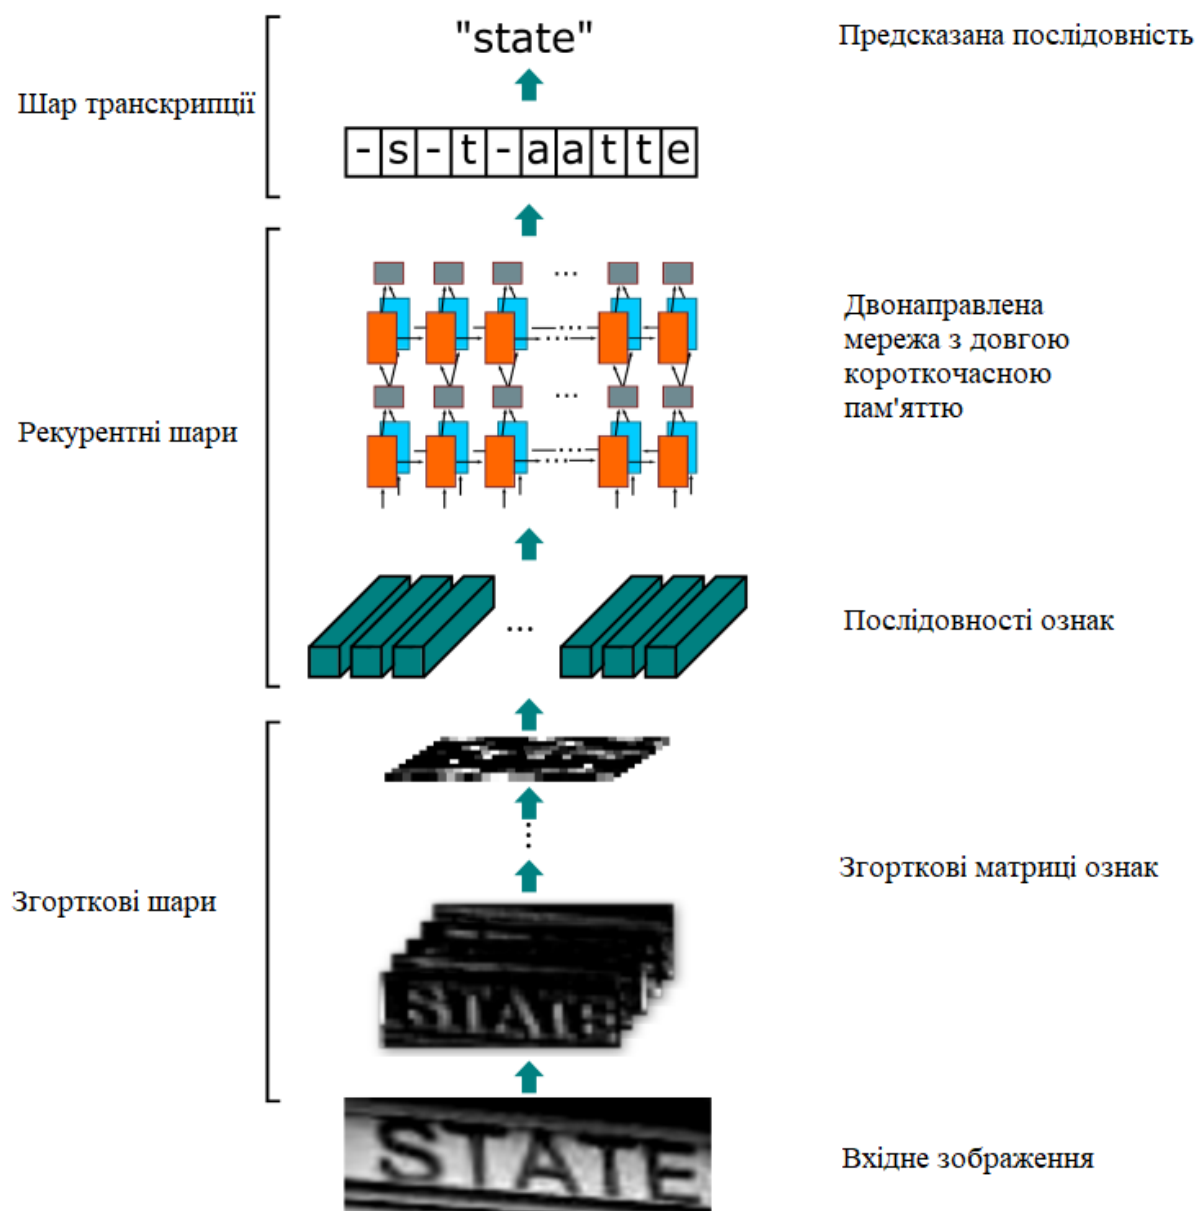 "state"
Предсказана послідовність
Шар транскрипції
-s-t-aatte
Двонаправлена
мережа з довгою
короткочасною
пам'яттю
Рекурентні шари
...
Послідовності ознак
Згорткові матриці ознак
Згорткові шари
STATE
STATE
Вхідне зображення